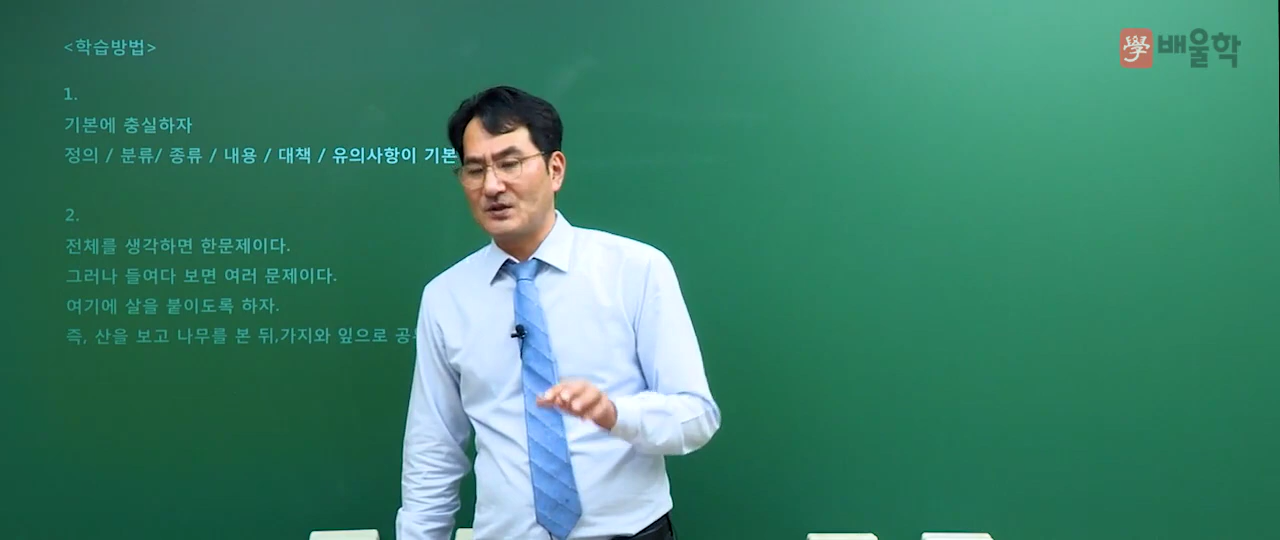 <학습방법>
學 배울학
1.
기본에 충실하자
정의 / 분류/ 종류 / 내용 / 대책 / 유의사항이 기본
2.
전체를 생각하면 한문제이다.
그러나 들여다 보면 여러 문제이다.
여기에 살을 붙이도록 하자.
즉, 산을 보고 나무를 본 뒤,가지와 잎으로